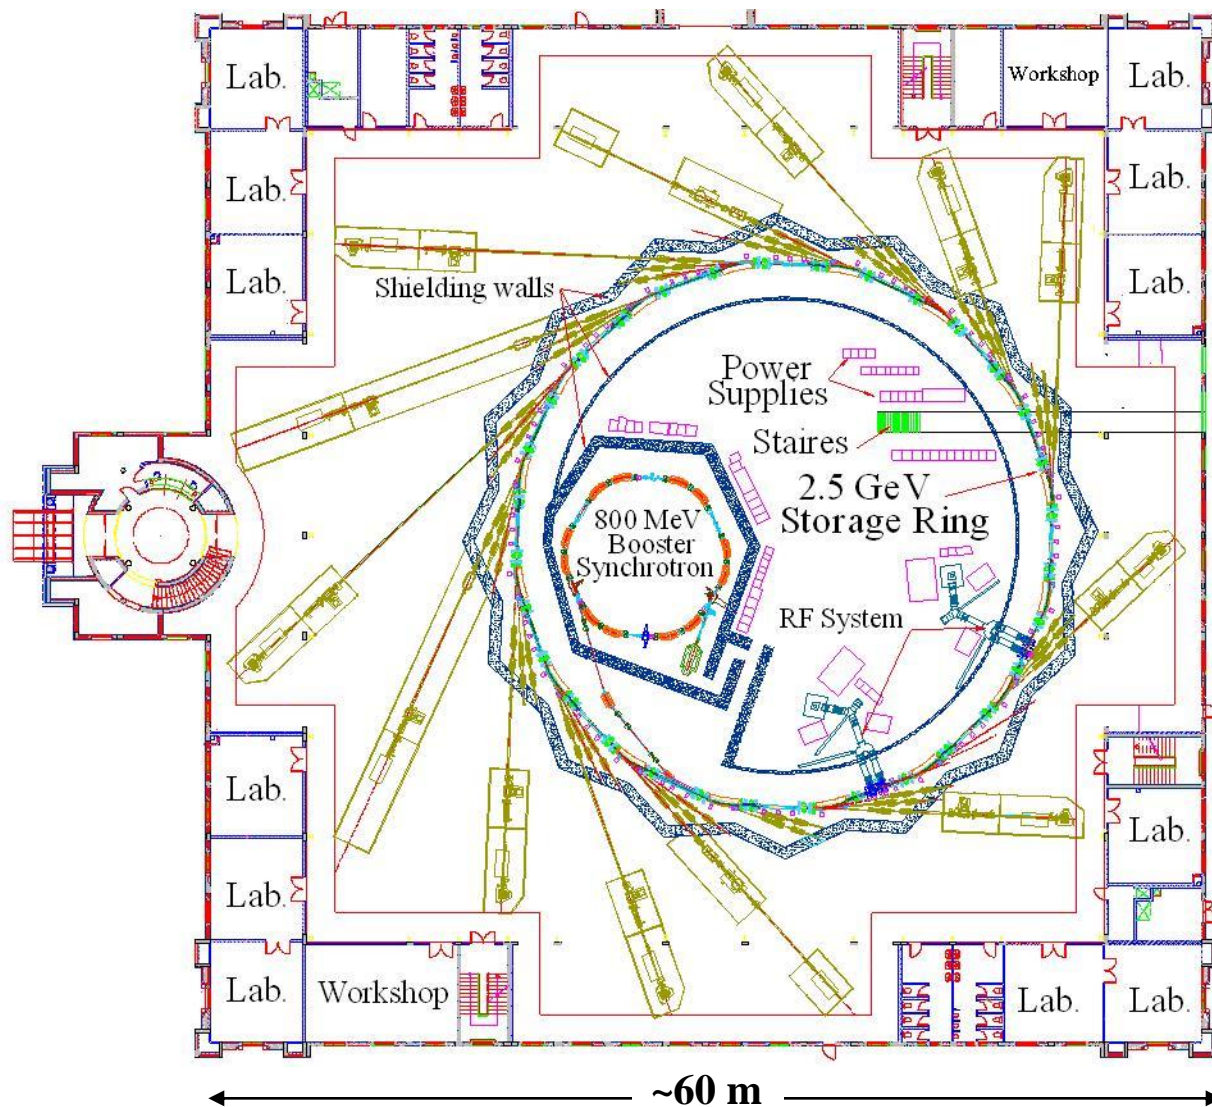 Lab.
Workshop
Lab.
Lab.
Lab.
Lab.
Lab.
Shielding walls
Power
Supplies
Staires
2.5 GeV
Storage Ring
800 MeV
Booster
Synchrotron
RF System
Lab.
Lab.
Lab.
Lab.
Workshop
Lab.
Lab.
~60 m